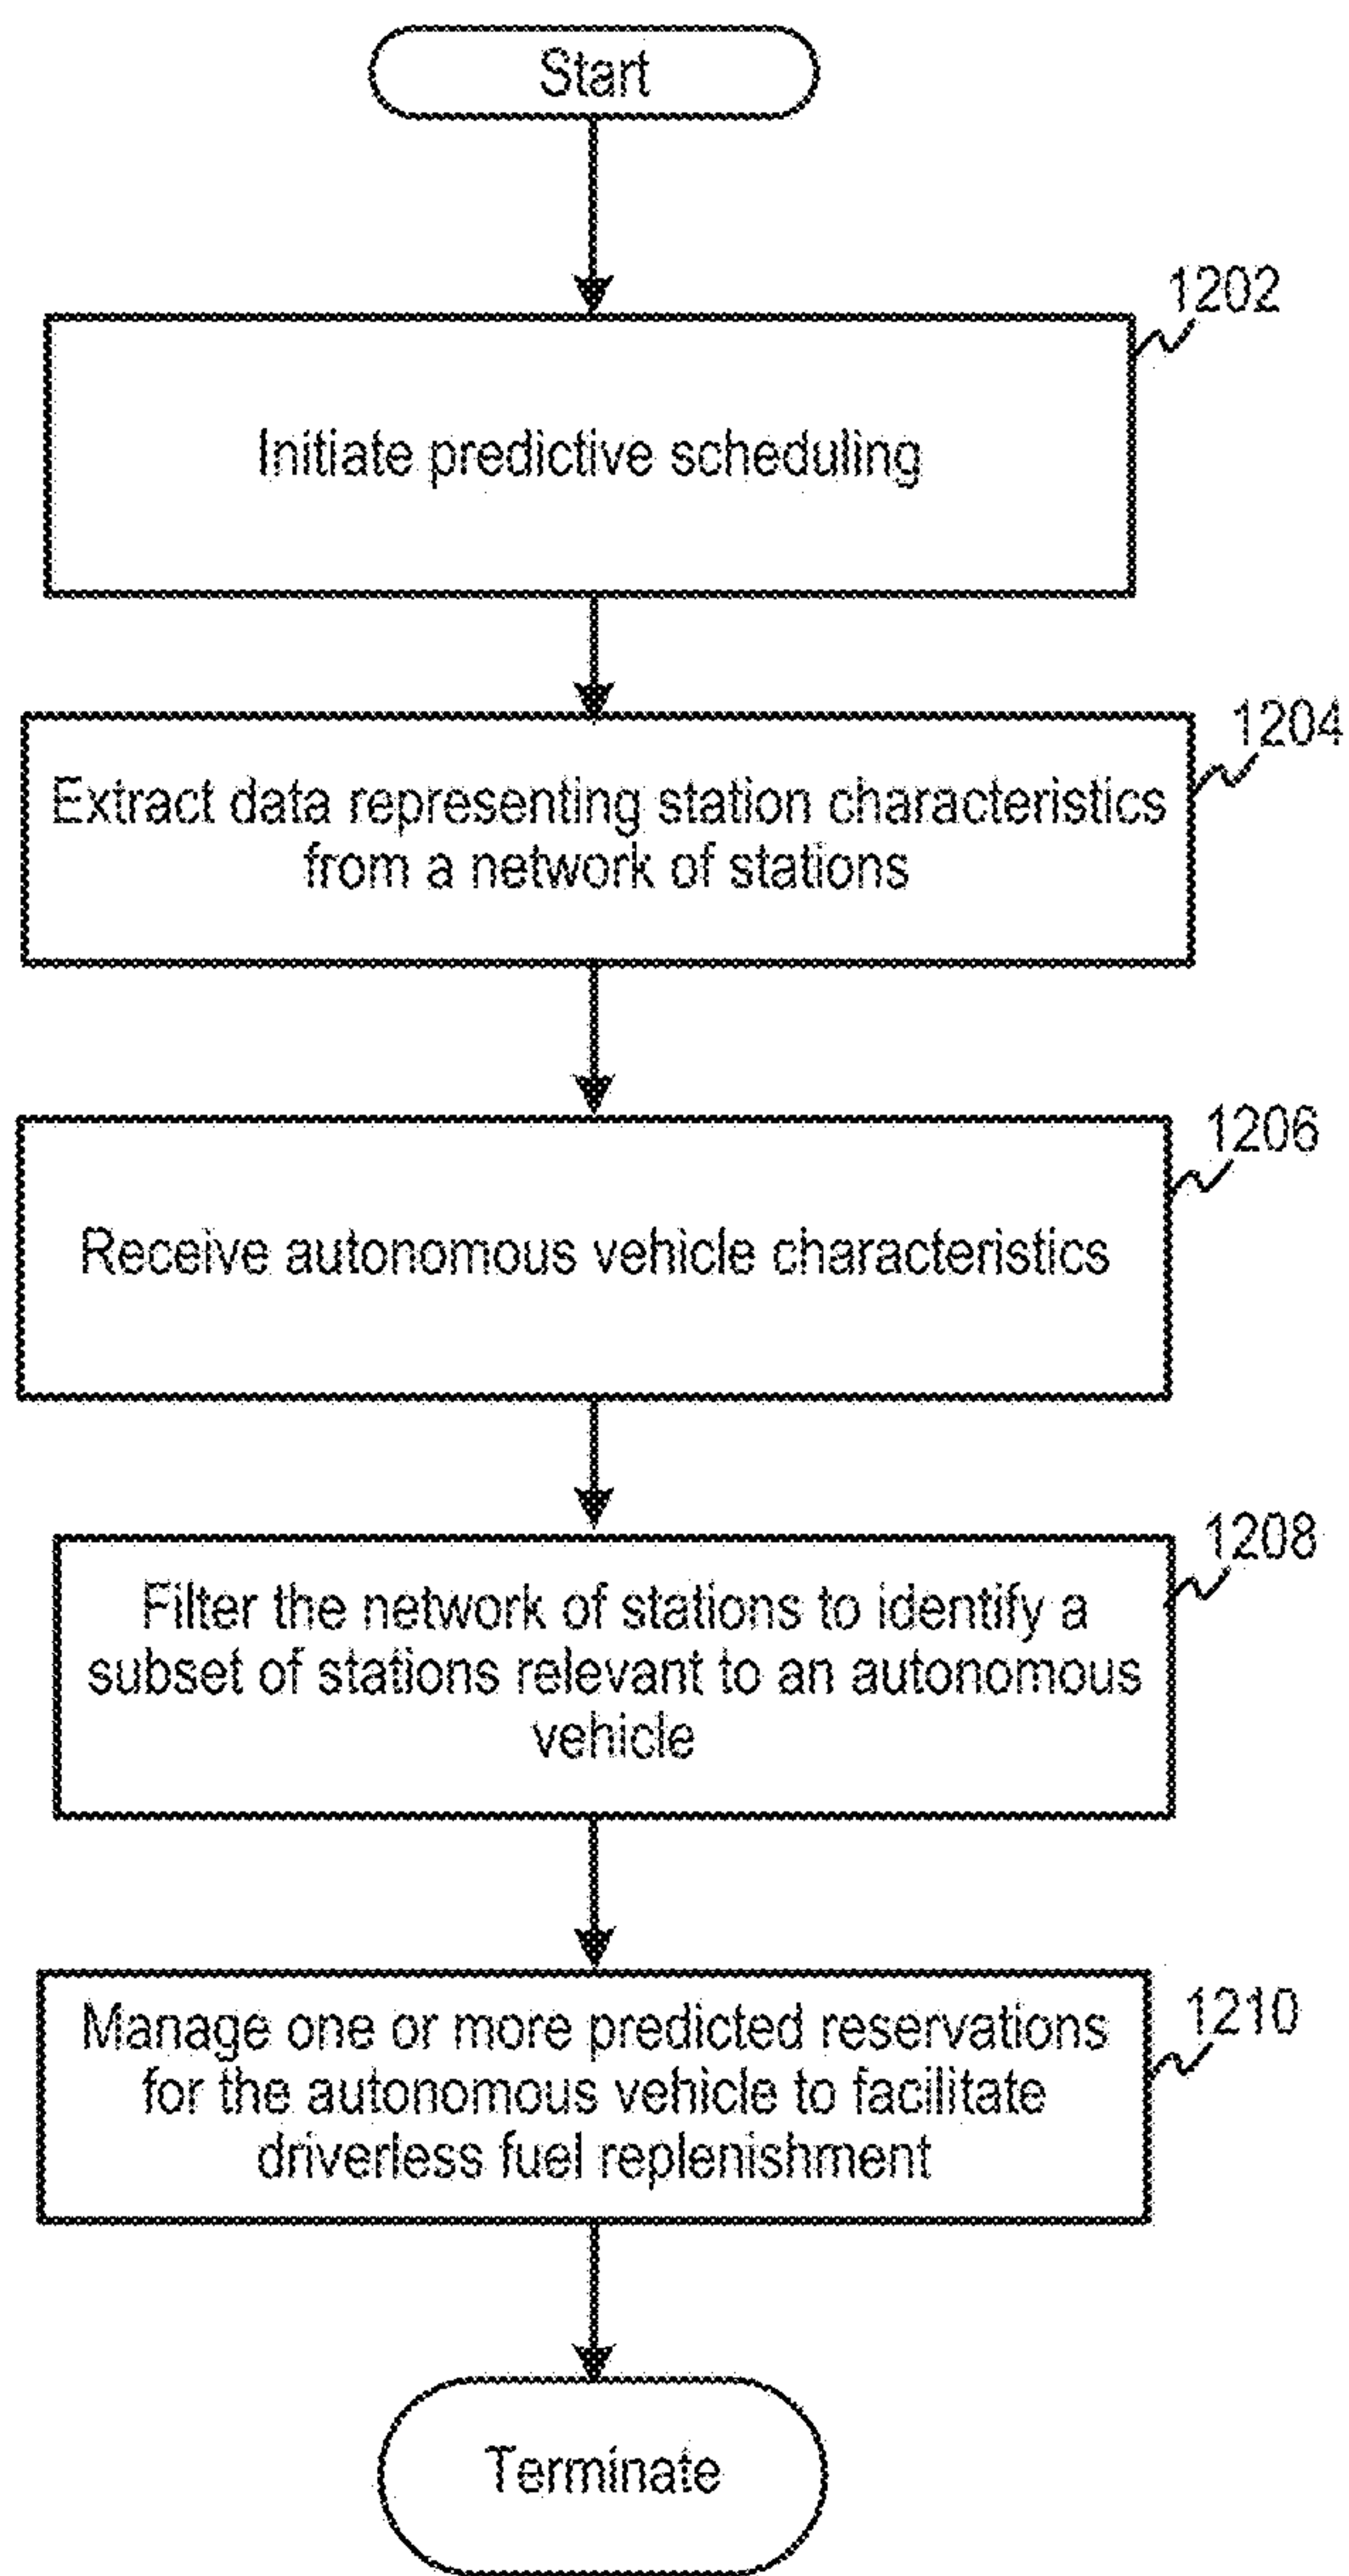 Start
1202
Initiate predictive scheduling
1204
Extract data representing station characteristics
from a network of stations
1206
Receive autonomous vehicle characteristics
1208
Filter the network of stations to identify a
subset of stations relevant to an autonomous
vehicle
1210
Manage one or more predicted reservations
for the autonomous vehicle to facilitate
driverless fuel replenishment
Terminate